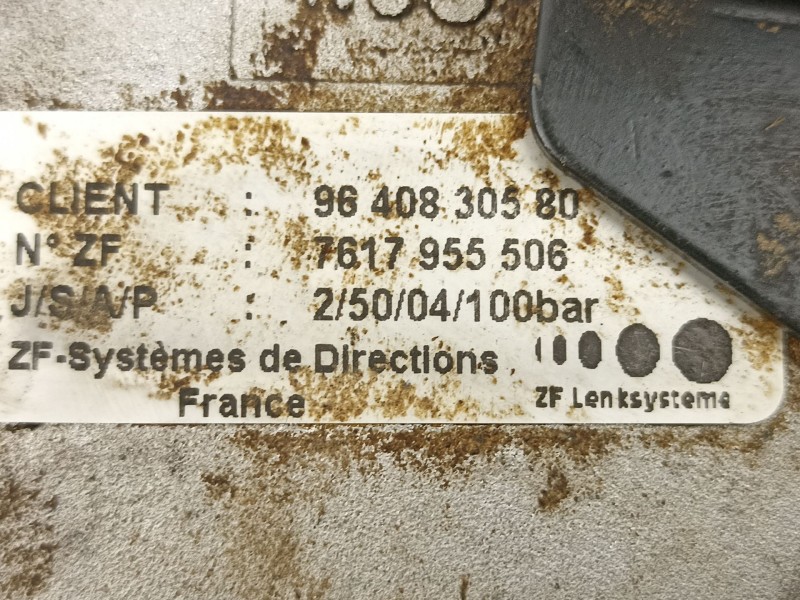 CLIENT : 96 408 305 80
N° ZF : 7617 955 506
J/S/A/P : 2/50/04/100bar
ZF-Systèmes de Directions
France
ZF Lenksysteme